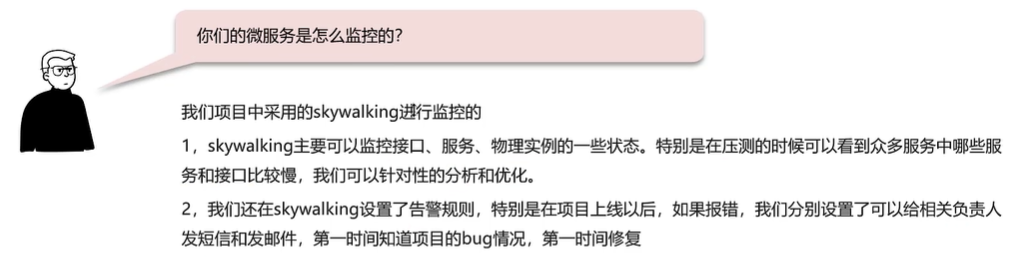 你们的微服务是怎么监控的？
我们项目中采用的skywalking进行监控的
1，skywalking主要可以监控接口、服务、物理实例的一些状态。特别是在压测的时候可以看到众多服务中哪些服
务和接口比较慢，我们可以针对性的分析和优化。
2，我们还在skywalking设置了告警规则，特别是在项目上线以后，如果报错，我们分别设置了可以给相关负责人
发短信和发邮件，第一时间知道项目的bug情况，第一时间修复